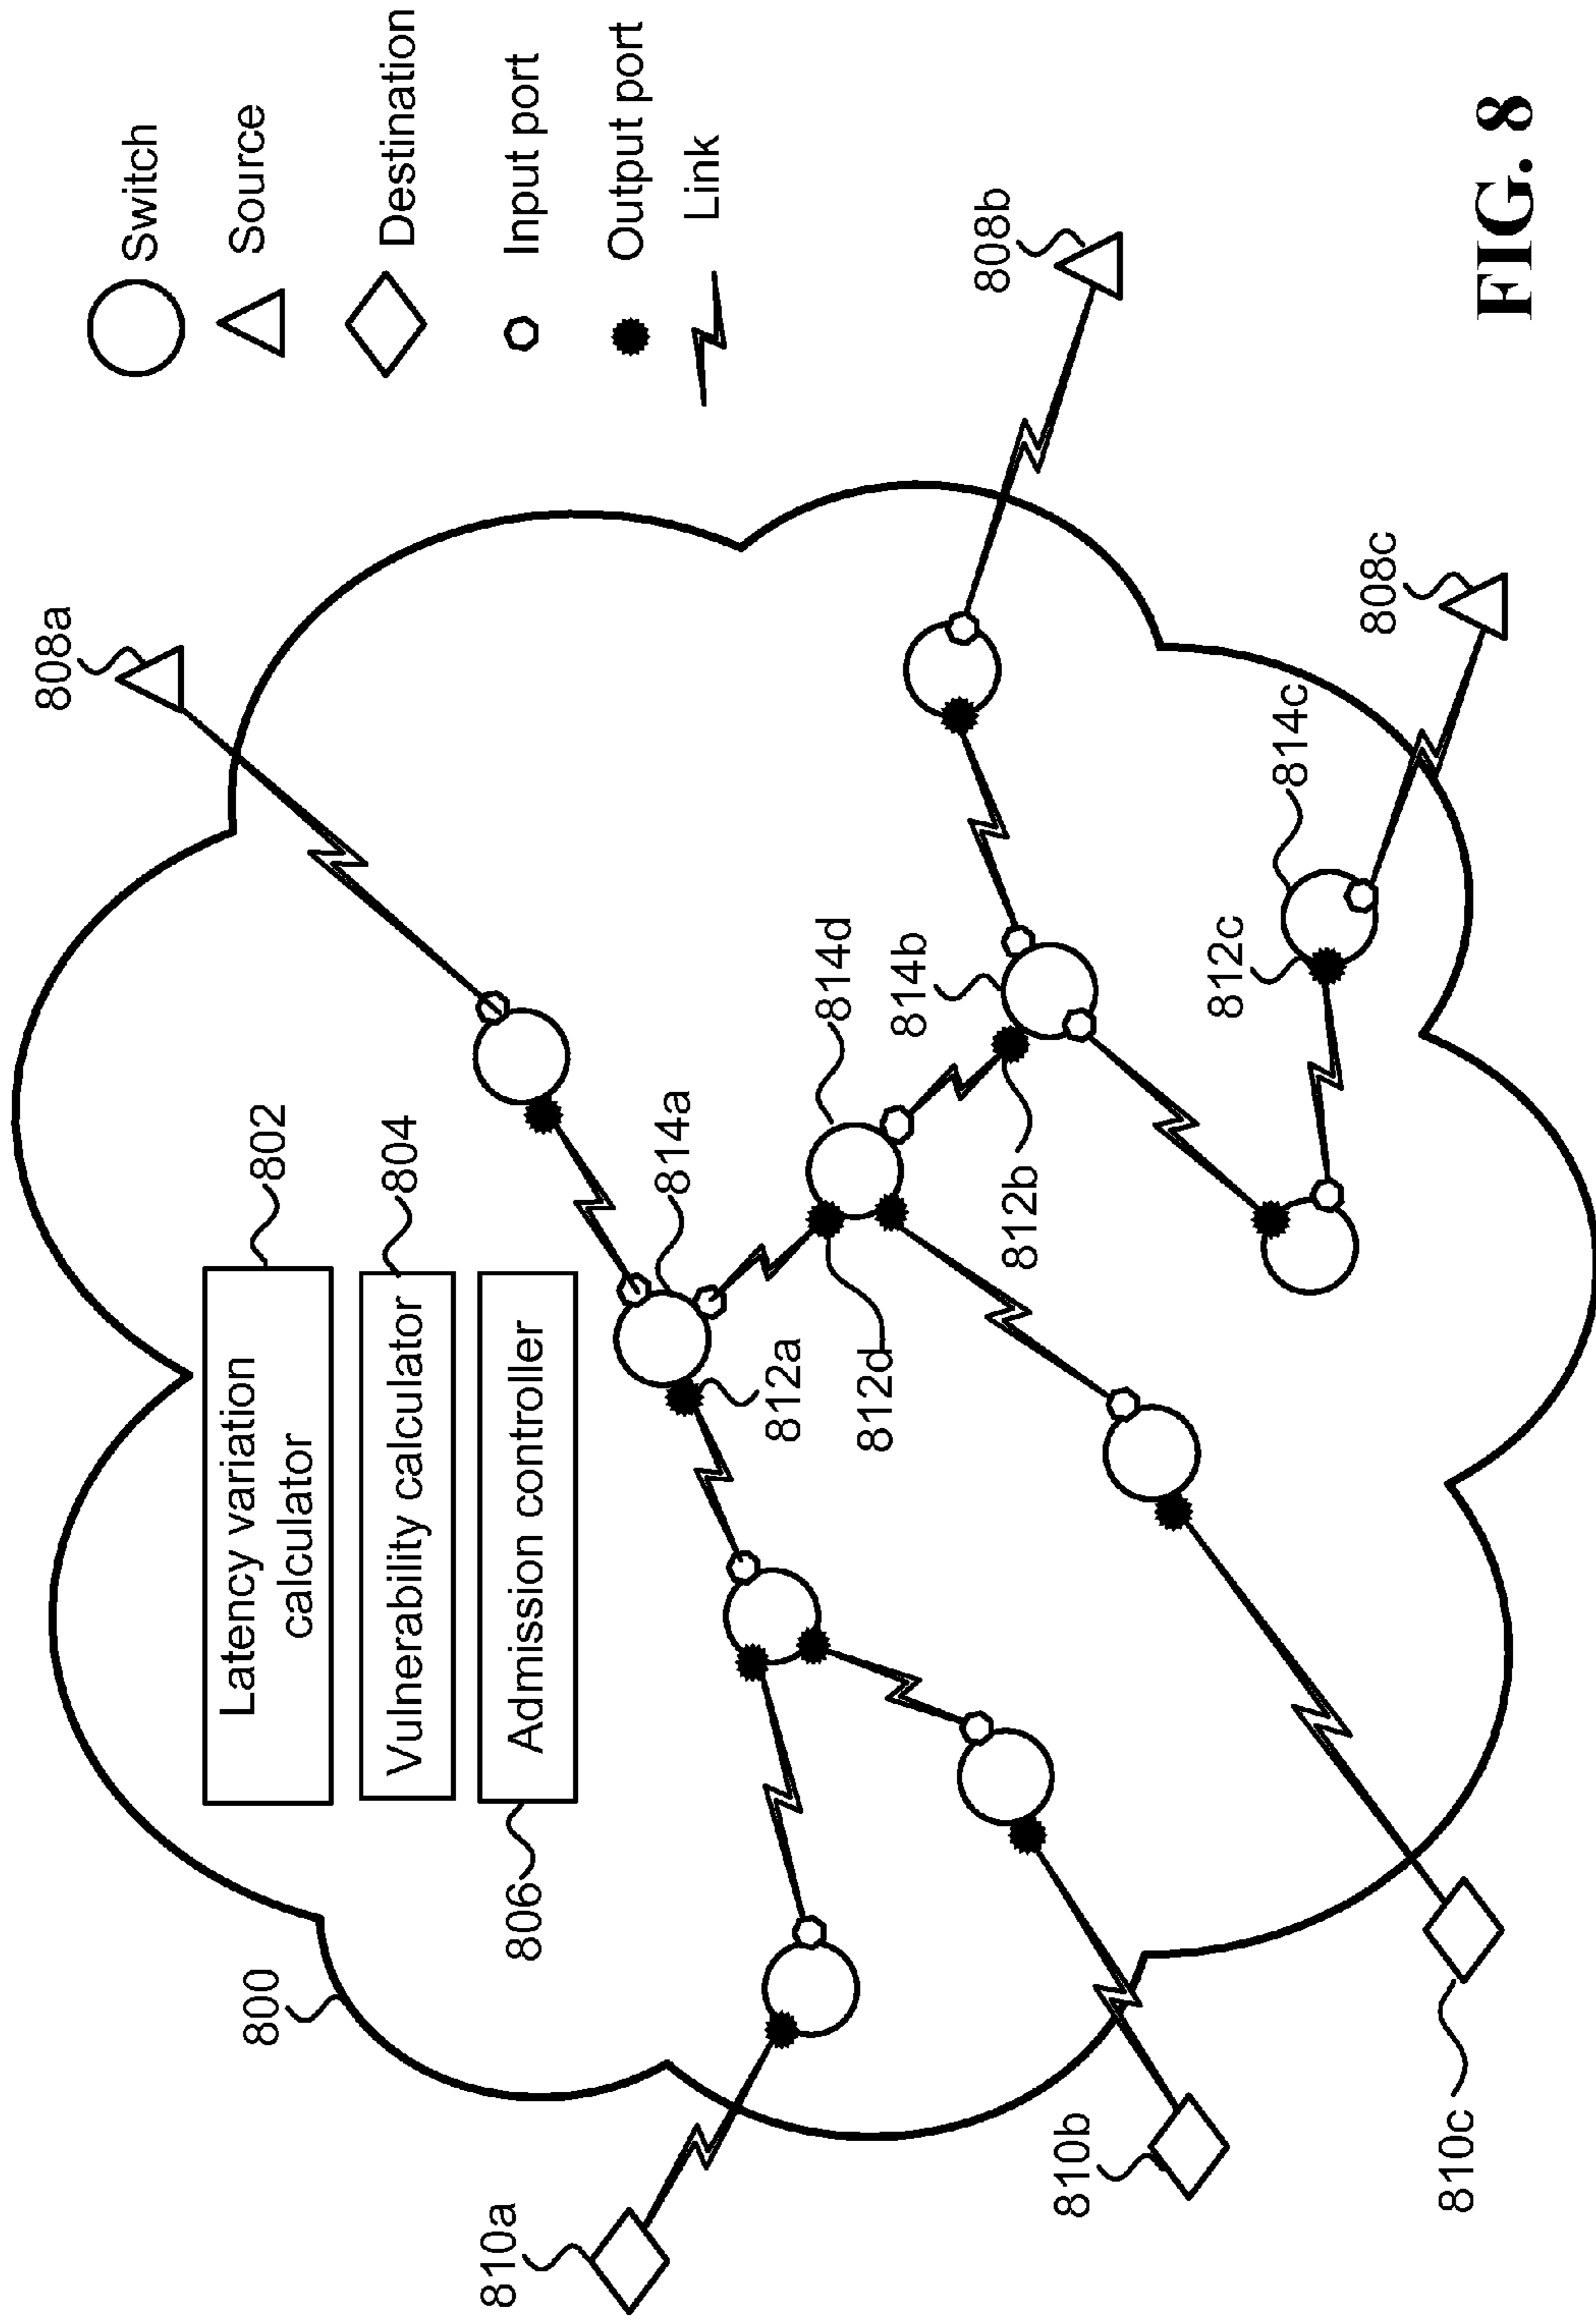 800
802
Latency variation
calculator
804
Vulnerability calculator
806
Admission controller
808a
808b
808c
810a
810b
810c
812a
812b
812c
812d
814a
814b
814c
814d
Switch
Source
Destination
Input port
Output port
Link
FIG. 8